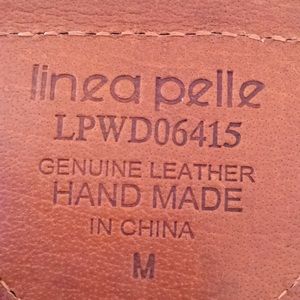 linea pelle
LPWD06415
GENUINE LEATHER
HAND MADE
IN CHINA
M